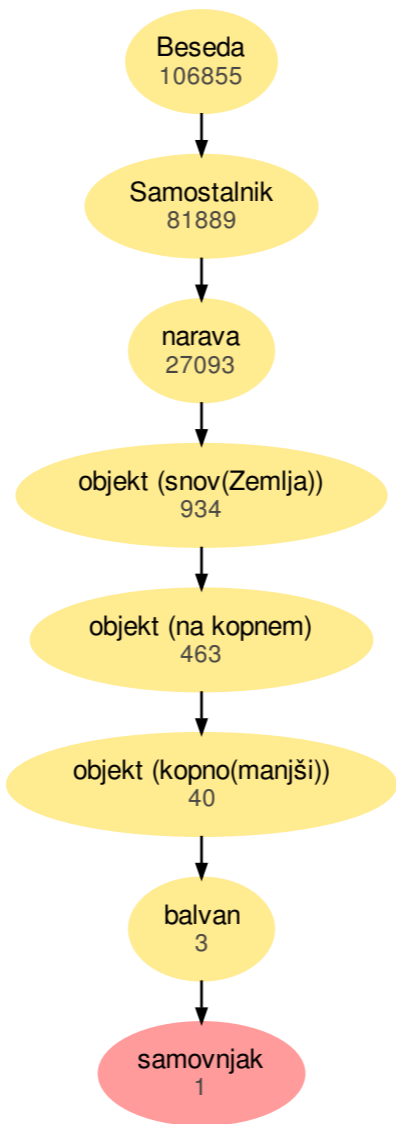 Beseda
106855
Samostalnik
81889
narava
27093
objekt (snov(Zemlja))
934
objekt (na kopnem)
463
objekt (kopno(manjši))
40
balvan
3
samovnjak
1